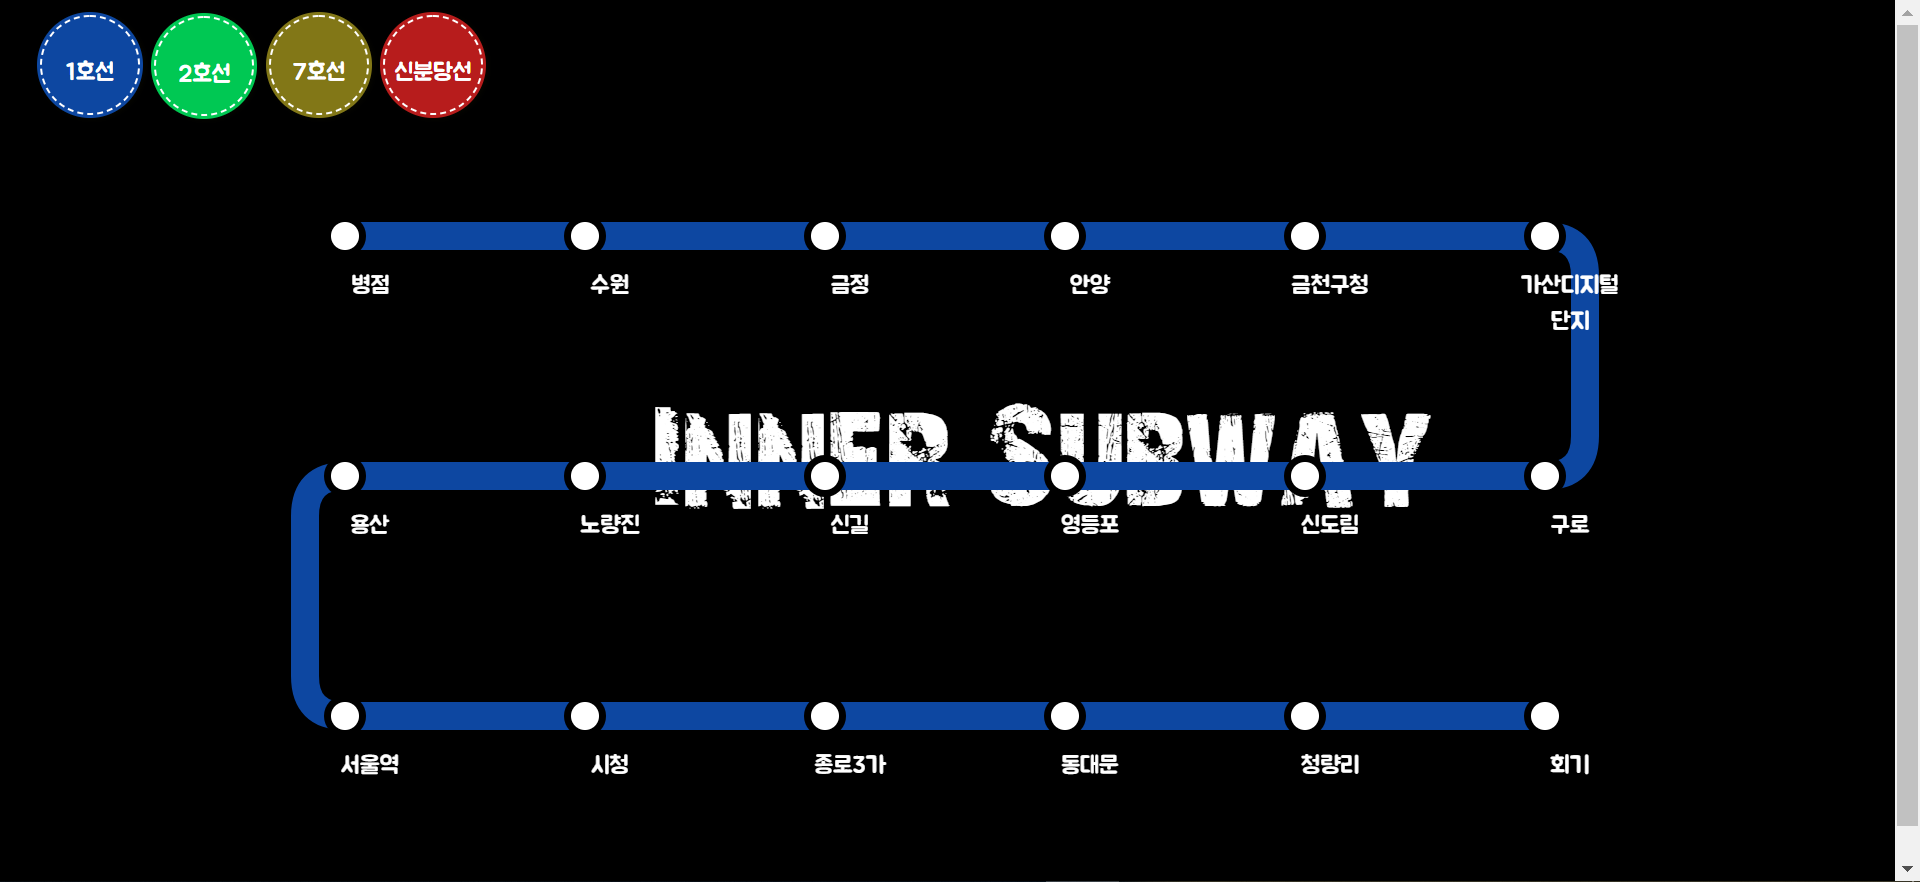 1호선 2호선 7호선 신분당선
병점 수원 금정 안양 금천구청 가산디지털
단지
INNER SUBWAY
용산 노량진 신길 영등포 신도림 구로
서울역 시청 종로3가 동대문 청량리 회기